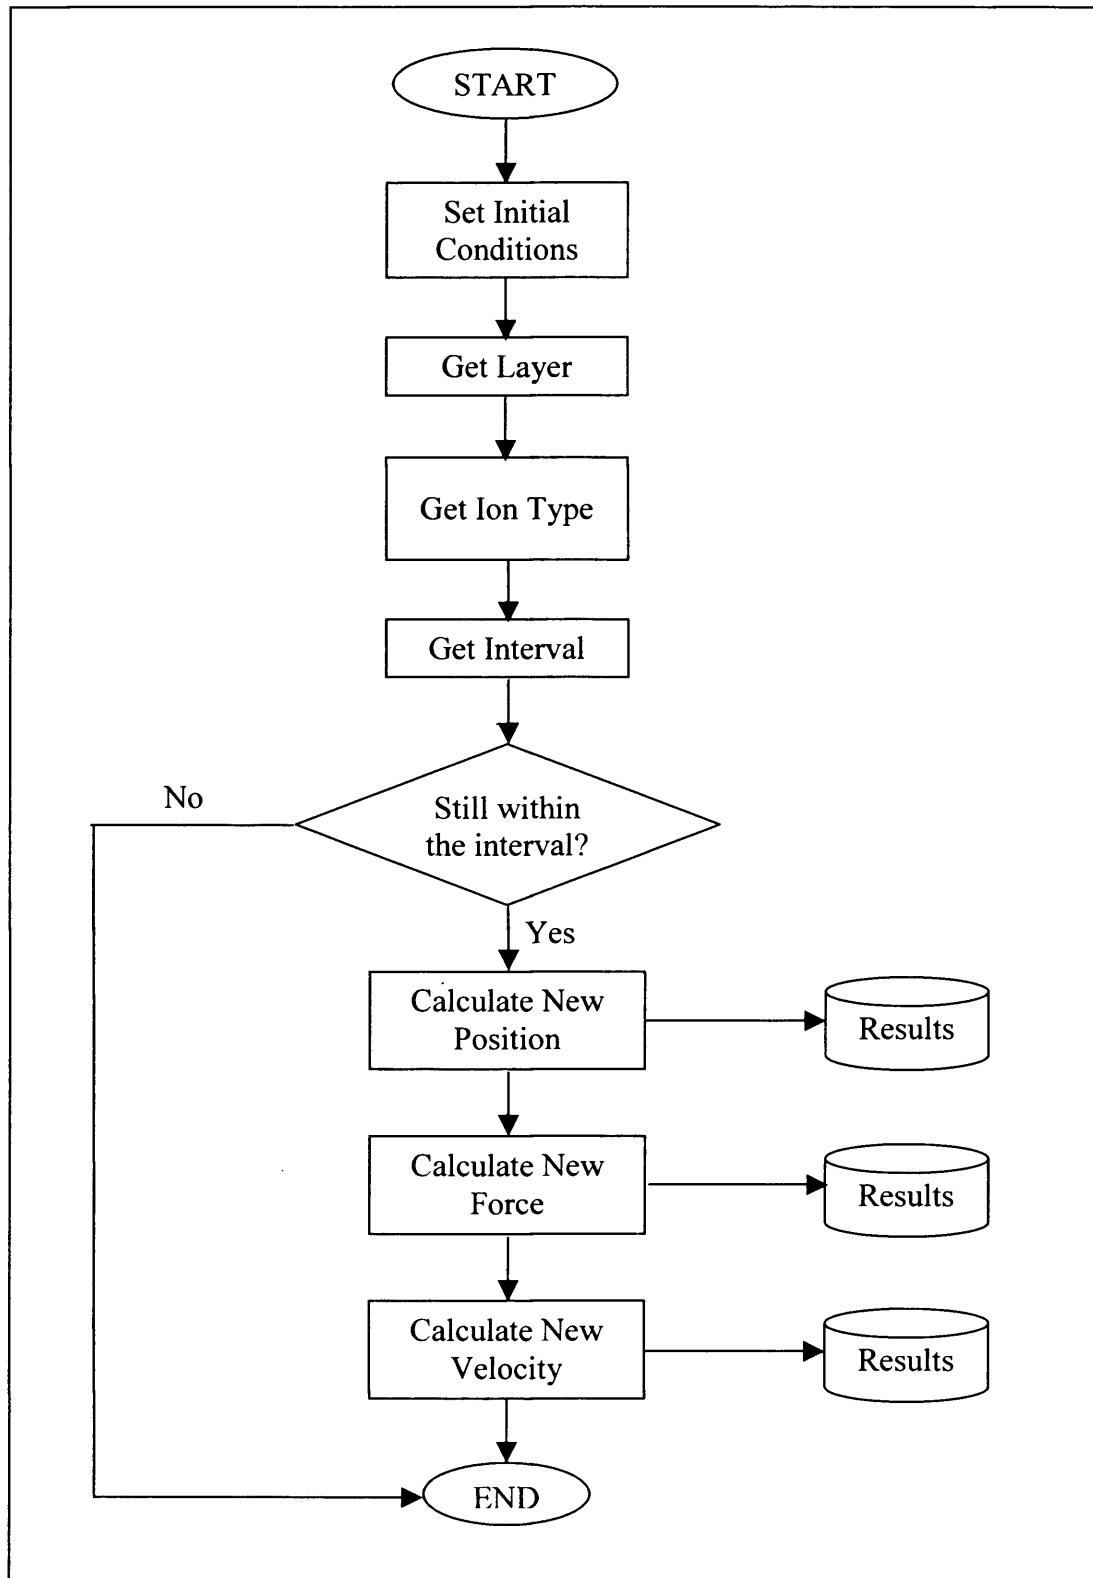 START
Set Initial
Conditions
Get Layer
Get Ion Type
Get Interval
No
Still within
the interval?
Yes
Calculate New
Position
Results
Calculate New
Force
Results
Calculate New
Velocity
Results
END